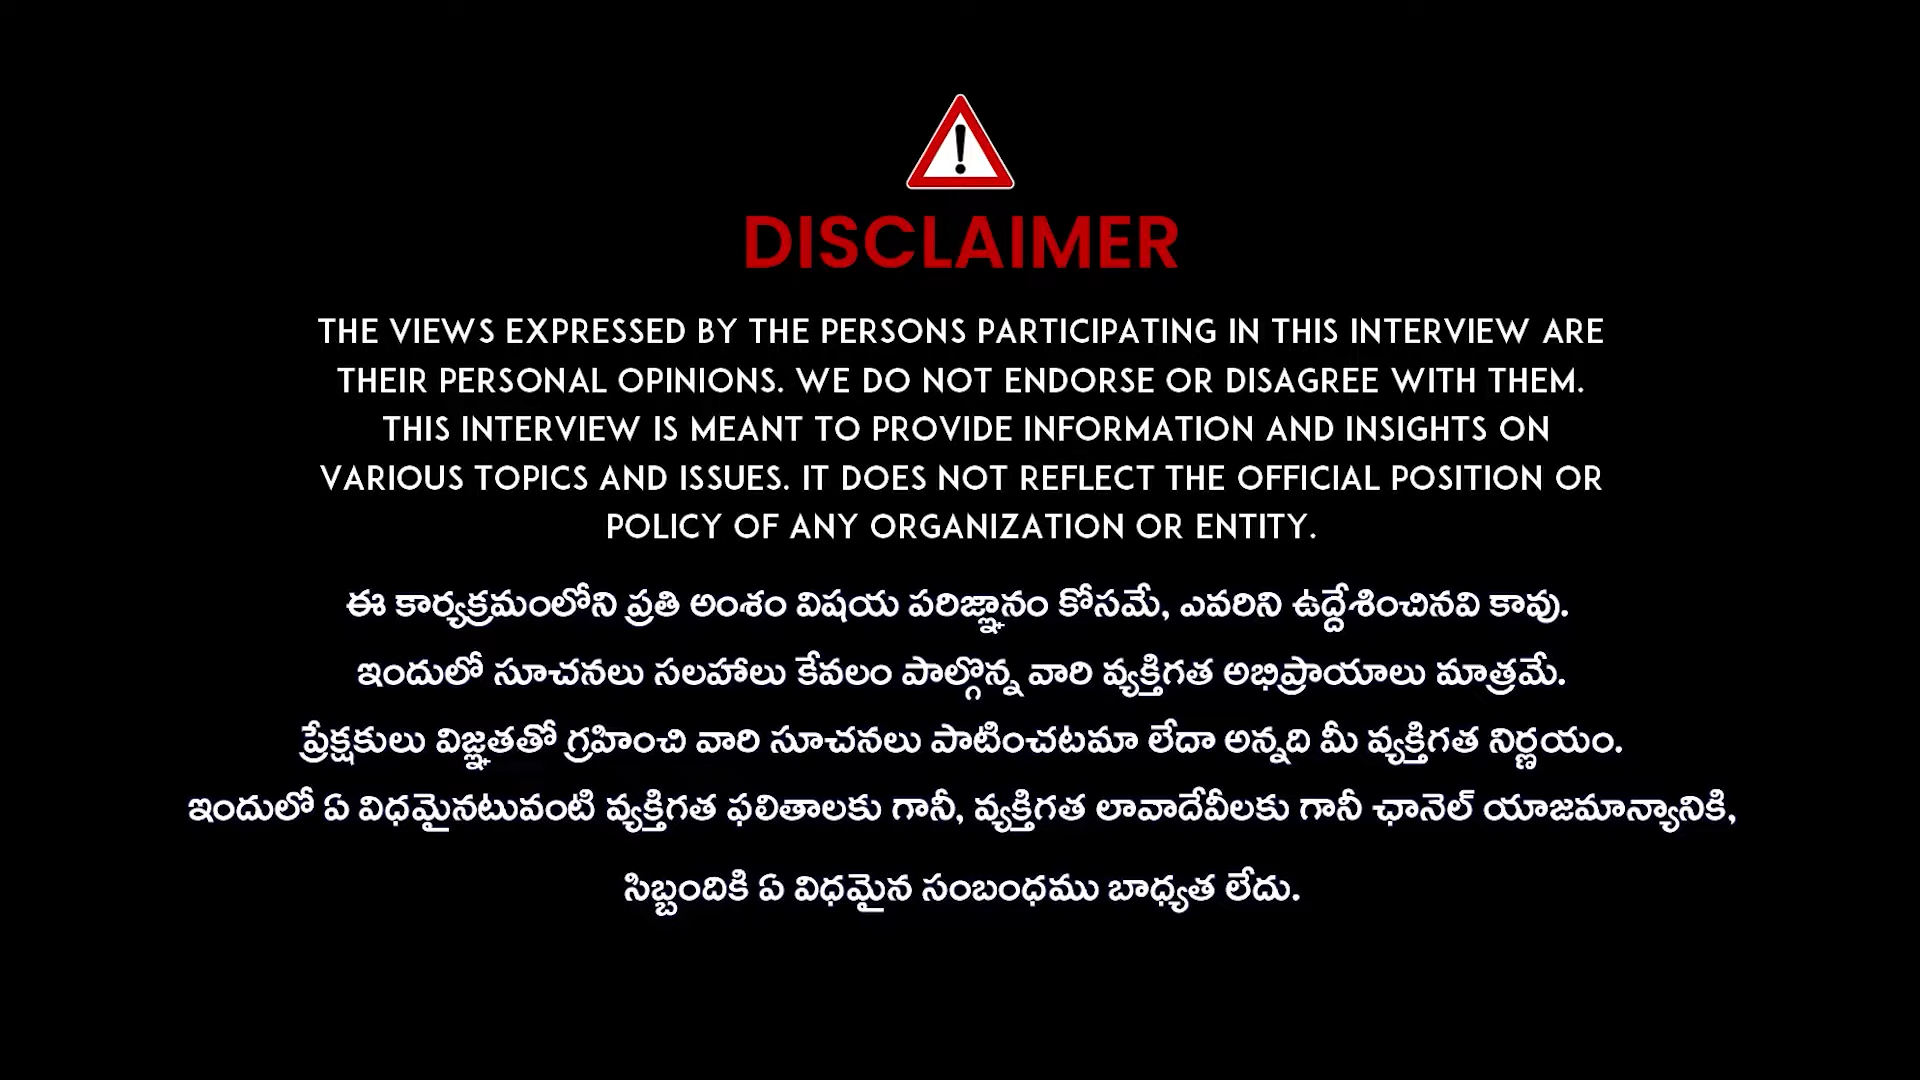 DISCLAIMER
THE VIEWS EXPRESSED BY THE PERSONS PARTICIPATING IN THIS INTERVIEW ARE
THEIR PERSONAL OPINIONS. WE DO NOT ENDORSE OR DISAGREE WITH THEM.
THIS INTERVIEW IS MEANT TO PROVIDE INFORMATION AND INSIGHTS ON
VARIOUS TOPICS AND ISSUES. IT DOES NOT REFLECT THE OFFICIAL POSITION OR
POLICY OF ANY ORGANIZATION OR ENTITY.
ఈ కార్యక్రమంలోని ప్రతి అంశం విషయ పరిజ్ఞానం కోసమే, ఎవరిని ఉద్దేశించినవి కావు.
ఇందులో సూచనలు సలహాలు కేవలం పాల్గొన్న వారి వ్యక్తిగత అభిప్రాయాలు మాత్రమే.
ప్రేక్షకులు విజ్ఞతతో గ్రహించి వారి సూచనలు పాటించటమా లేదా అన్నది మీ వ్యక్తిగత నిర్ణయం.
ఇందులో ఏ విధమైనటువంటి వ్యక్తిగత ఫలితాలకు గానీ, వ్యక్తిగత లావాదేవీలకు గానీ ఛానెల్ యాజమాన్యానికి,
సిబ్బందికి ఏ విధమైన సంబంధము బాధ్యత లేదు.